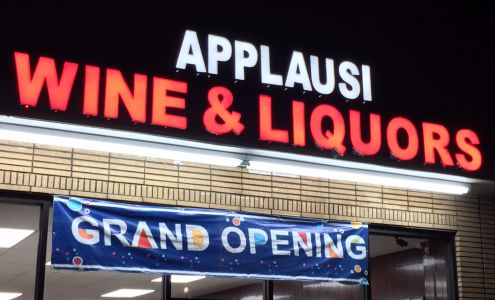 APPLAUSI
WINE & LIQUORS
GRAND OPENING